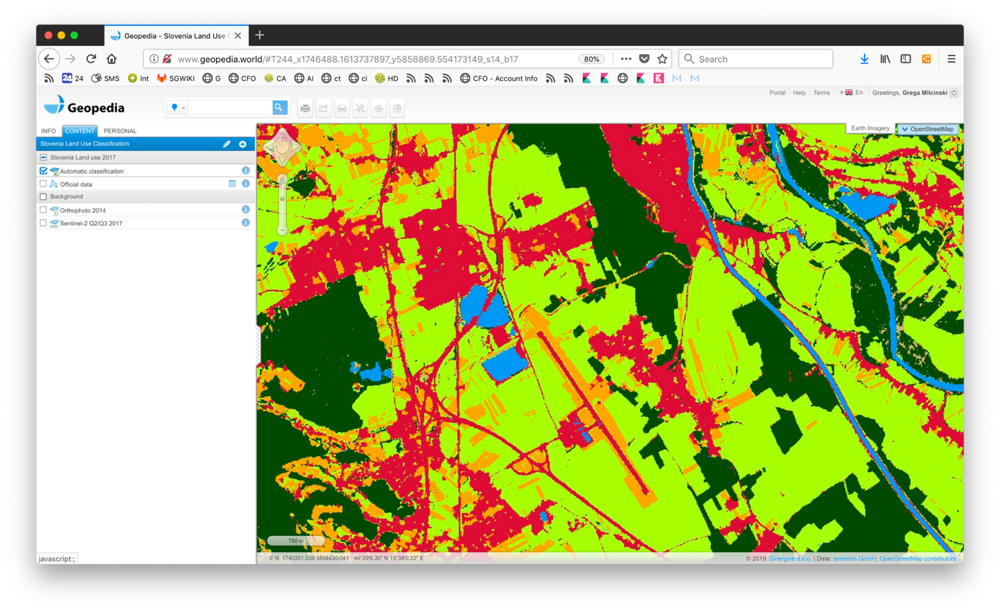 Geopedia - Slovenia Land Use C
www.geopedia.world/#T244_x1746488.1613737897_y5858869.554173149_s14_b17
80%
Search
24 24
SMS
Int
SGWIKI
G
CFO
CA
AI
ct
ci
HD
CFO - Account Info
Portal
Help
Terms
En
Greetings, Grega Milcinski
Geopedia
INFO
CONTENT
PERSONAL
Earth Imagery
OpenStreetMap
Slovenia Land Use Classification
Slovenia Land use 2017
Automatic classificaiton
Official data
Background
Orthophoto 2014
WMS
Sentinel-2 Q2/Q3 2017
750 m
javascript:;
E N: 1740301.539 5858430.041 46°29'6.35" N 15°38'0.22" E
© 2019 Sinergise d.o.o. | Data: terrestris GmbH, OpenStreetMap contributors